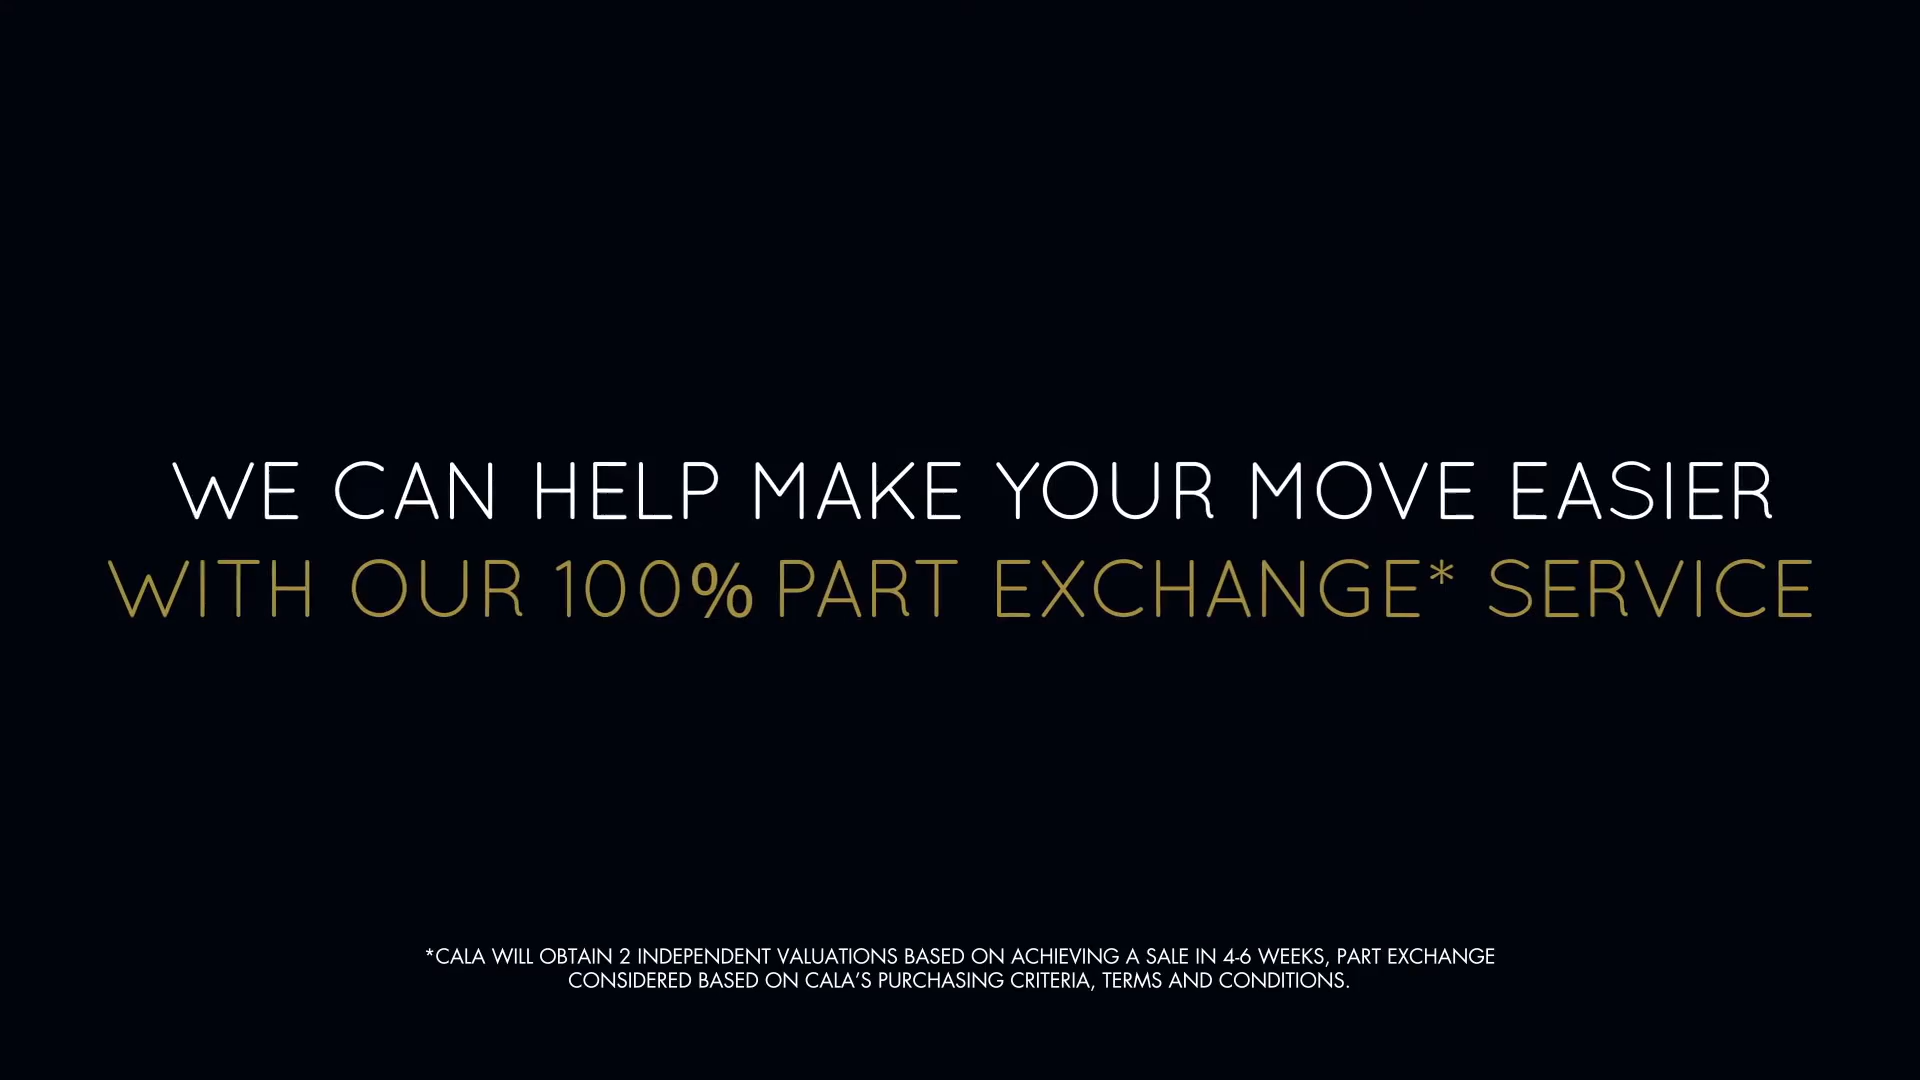 WE CAN HELP MAKE YOUR MOVE EASIER
WITH OUR 100% PART EXCHANGE* SERVICE
*CALA WILL OBTAIN 2 INDEPENDENT VALUATIONS BASED ON ACHIEVING A SALE IN 4-6 WEEKS, PART EXCHANGE
CONSIDERED BASED ON CALA’S PURCHASING CRITERIA, TERMS AND CONDITIONS.